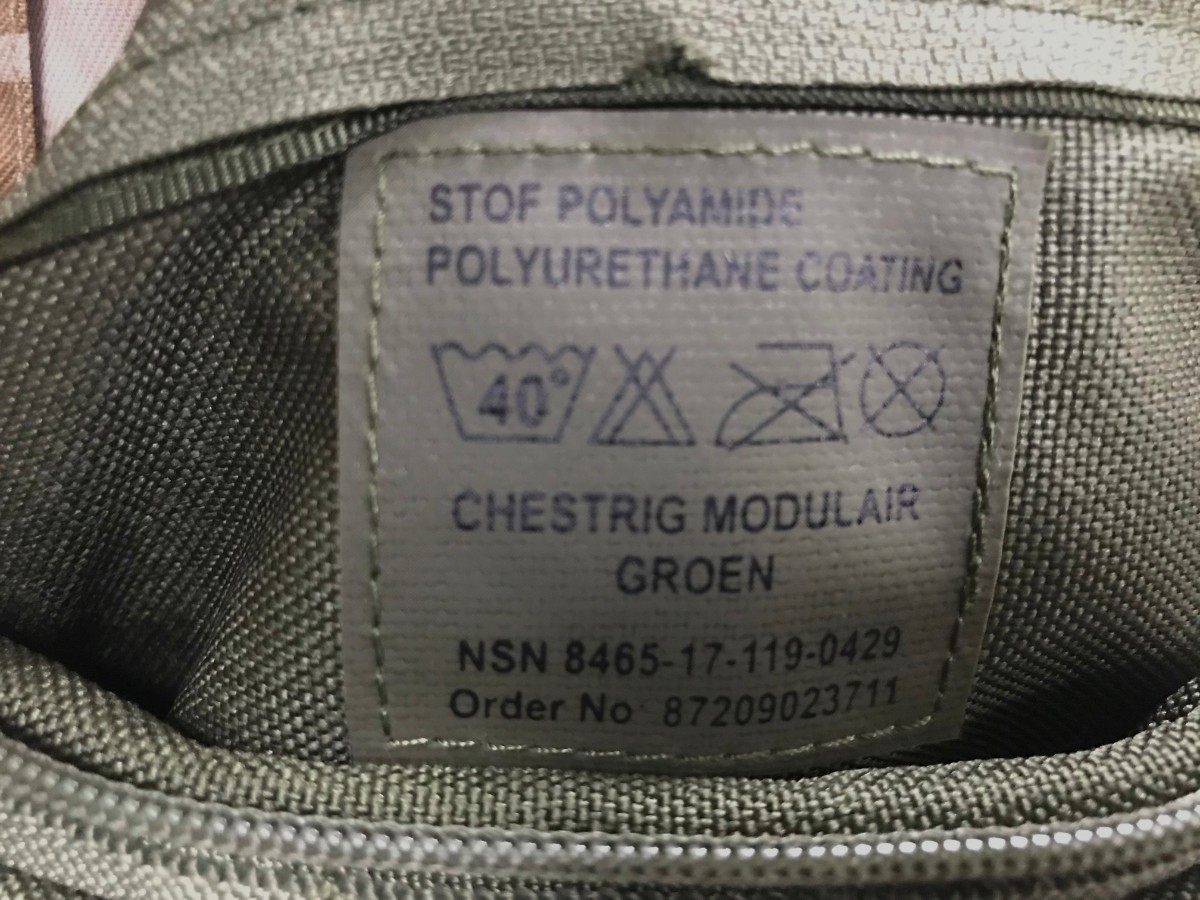 STOF POLYAMIDE
POLYURETHANE COATING
40°
CHESTRIG MODULAIR
GROEN
NSN 8465-17-119-0429
Order No 87209023711